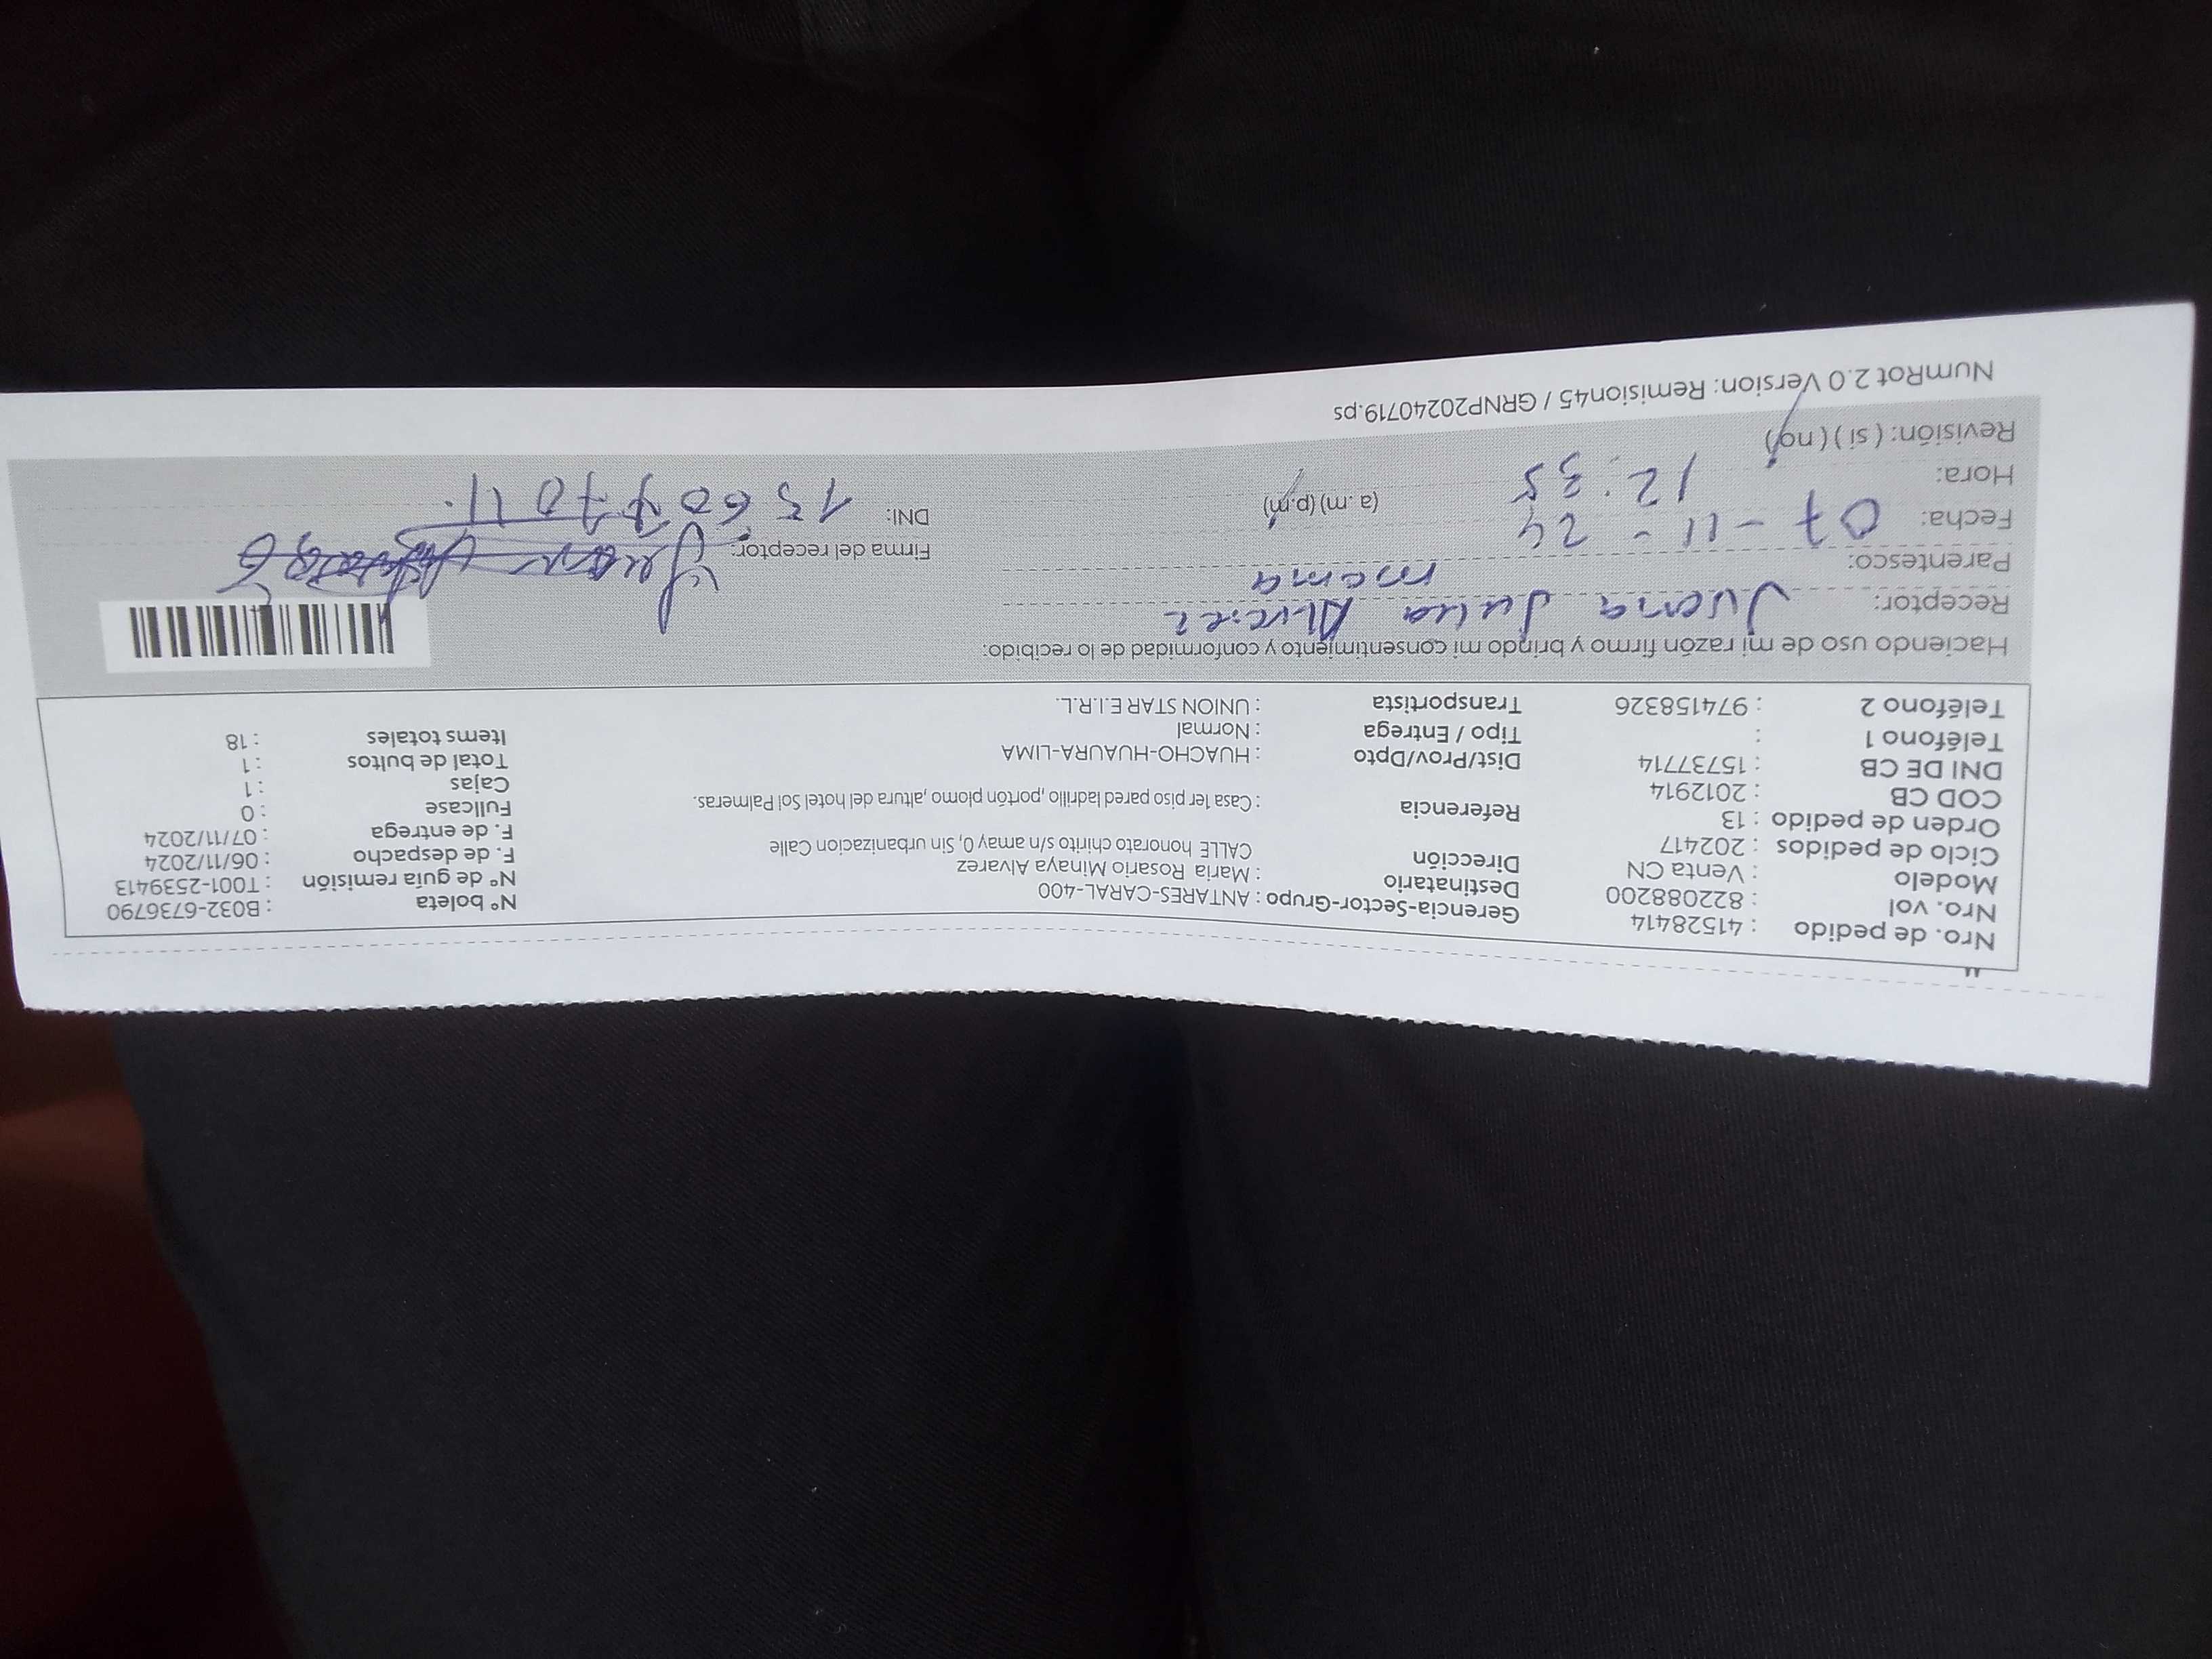 Nro. de pedido : 41528414 Gerencia-Sector-Grupo : ANTARES-CARAL-400 N° boleta : B032-6736790
Nro. vol : 822088200 Destinatario : Maria Rosario Minaya Alvarez N° de guía remisión : T001-2539413
Modelo : Venta CN Dirección CALLE honorato chirito s/n amay 0, Sin urbanizacion Calle F. de despacho : 06/11/2024
Ciclo de pedidos : 202417 F. de entrega : 07/11/2024
Orden de pedido : 13 Referencia : Casa 1er piso pared ladrillo ,portón plomo ,altura del hotel Sol Palmeras. Fullcase : 0
COD CB : 2012914 Cajas : 1
DNI DE CB : 15737714 Dist/Prov/Dpto : HUACHO-HUAURA-LIMA Total de bultos : 1
Teléfono 1 : Tipo / Entrega : Normal Items totales : 18
Teléfono 2 : 974158326 Transportista : UNION STAR E.I.R.L.
Haciendo uso de mi razón firmo y brindo mi consentimiento y conformidad de lo recibido:
Receptor: Juana Julia
Parentesco: mama Firma del receptor:
Fecha: 07-11-24 DNI:
Hora: 12:35 (a.m) (p.m)
Revisión: ( si ) ( no )
NumRot 2.0 Version: Remision45 / GRNP20240719.ps